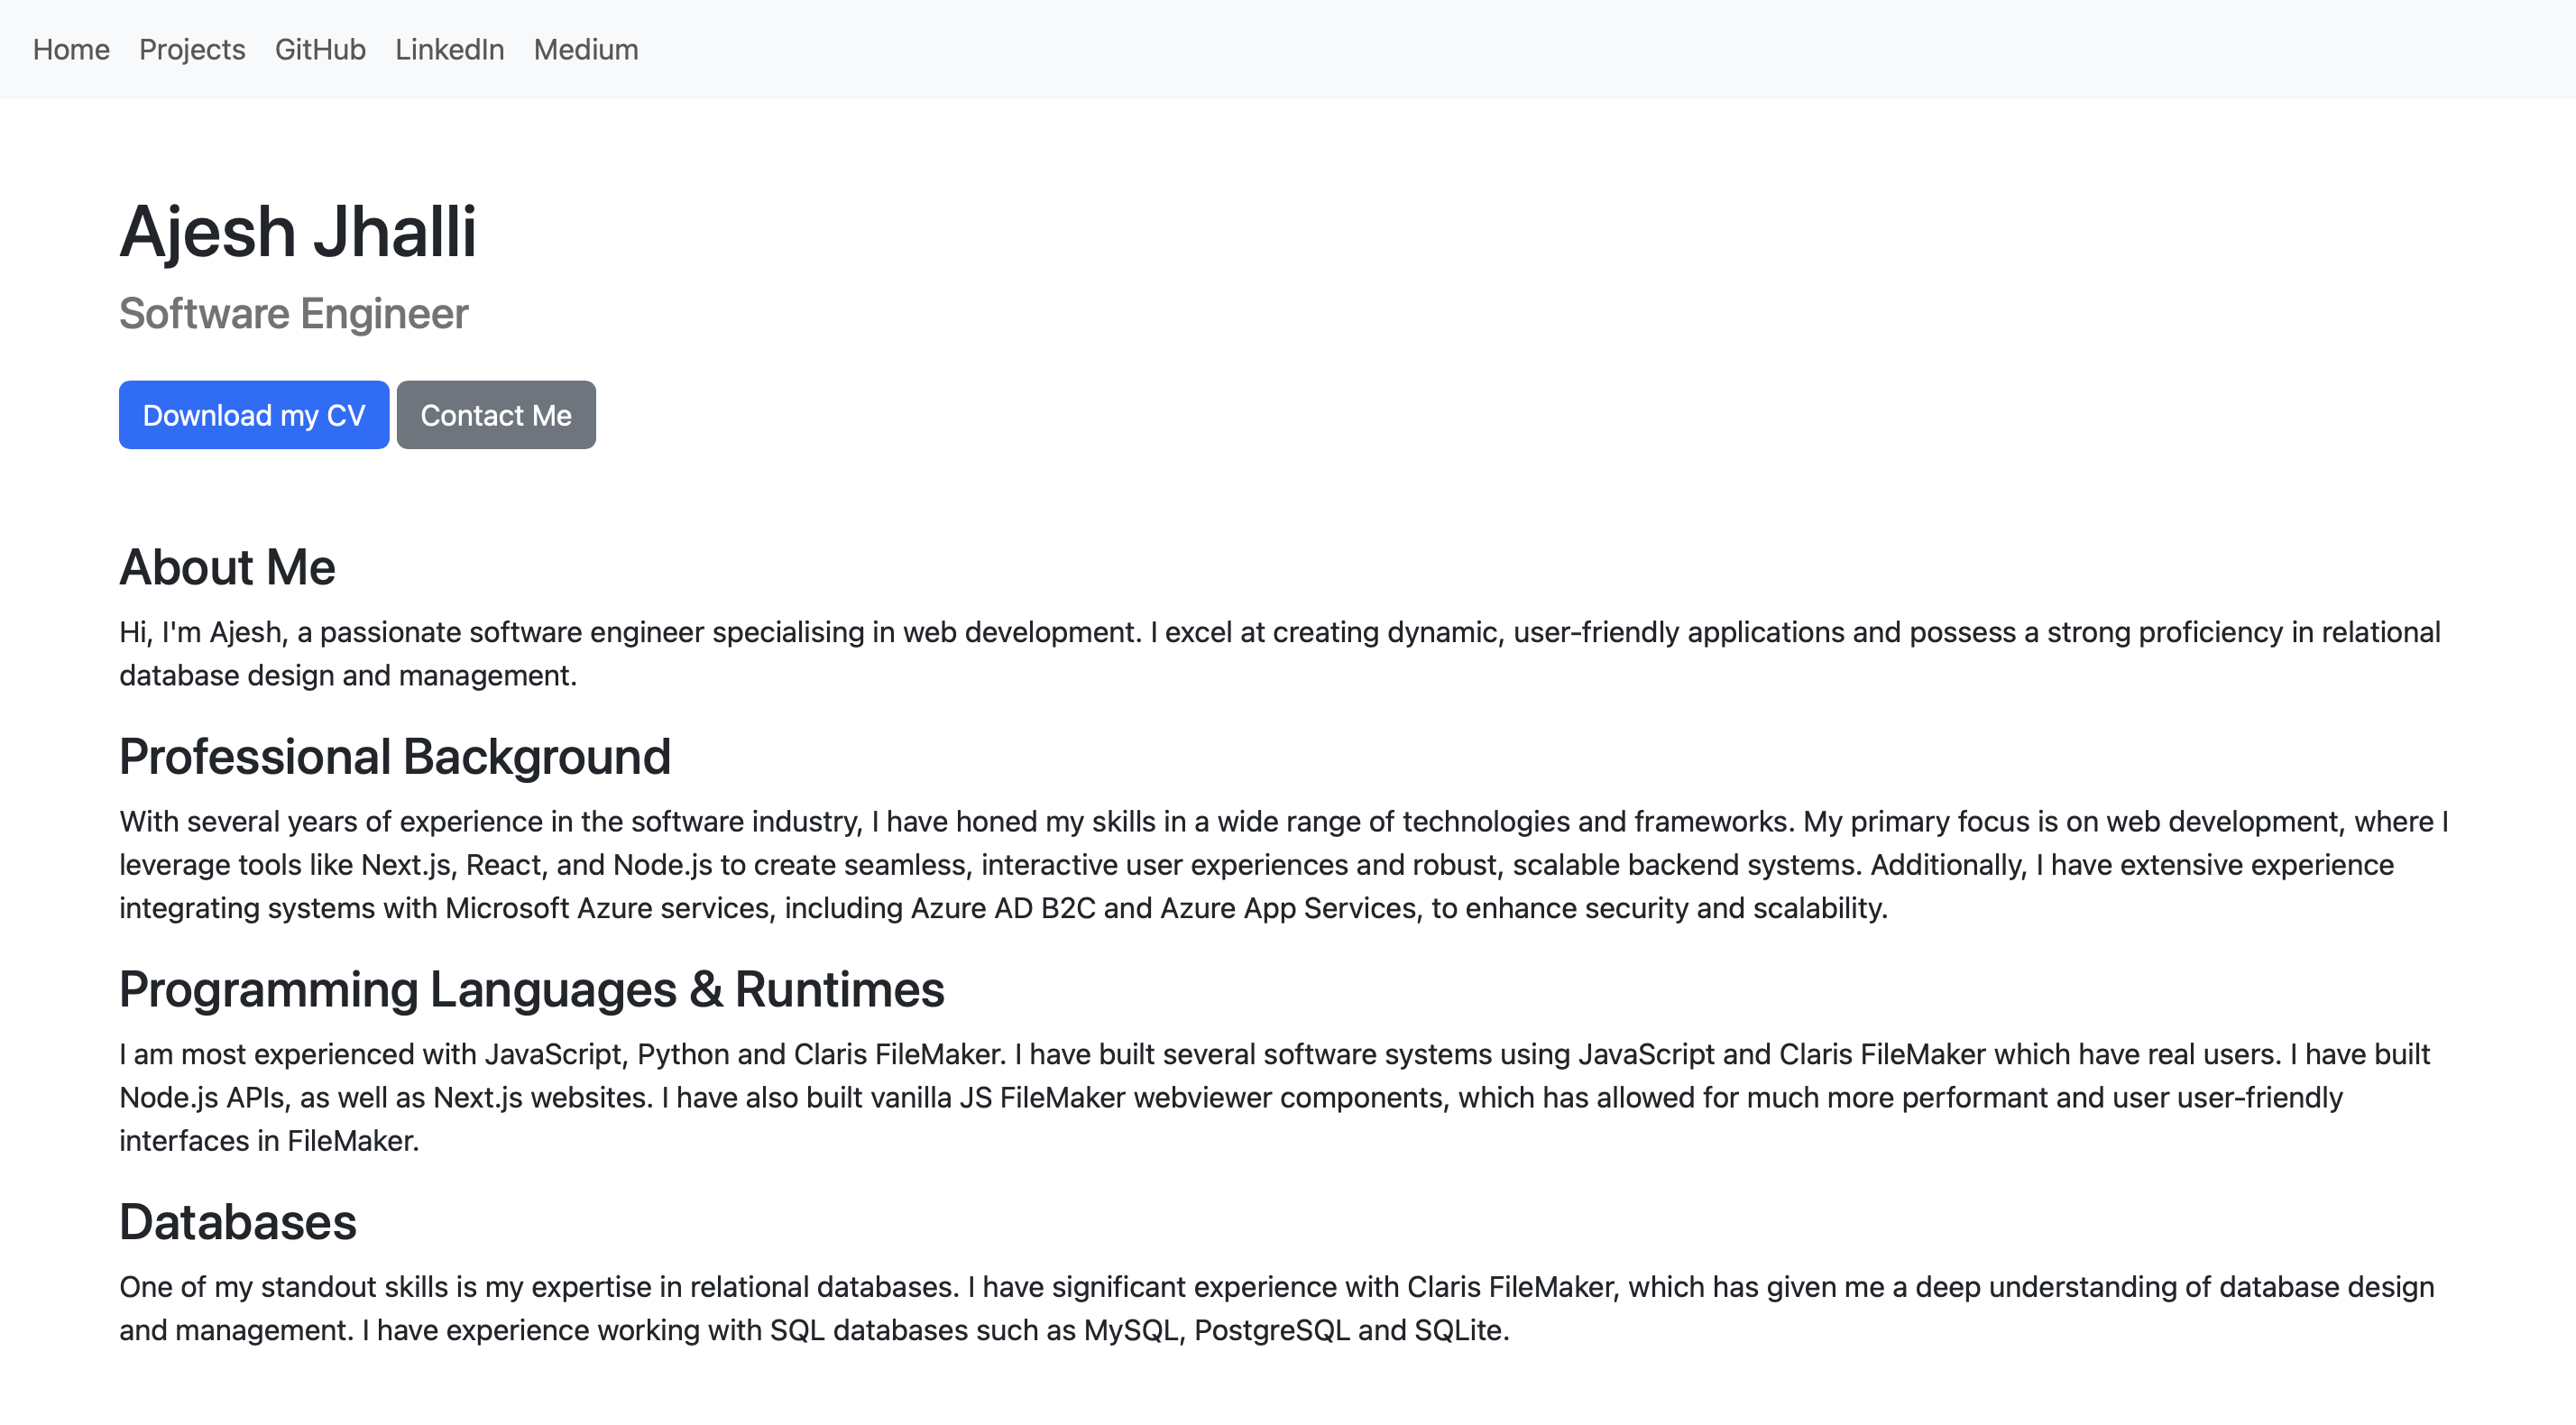 Home Projects GitHub LinkedIn Medium
Ajesh Jhalli
Software Engineer
Download my CV Contact Me
About Me
Hi, I'm Ajesh, a passionate software engineer specialising in web development. I excel at creating dynamic, user-friendly applications and possess a strong proficiency in relational
database design and management.
Professional Background
With several years of experience in the software industry, I have honed my skills in a wide range of technologies and frameworks. My primary focus is on web development, where I
leverage tools like Next.js, React, and Node.js to create seamless, interactive user experiences and robust, scalable backend systems. Additionally, I have extensive experience
integrating systems with Microsoft Azure services, including Azure AD B2C and Azure App Services, to enhance security and scalability.
Programming Languages & Runtimes
I am most experienced with JavaScript, Python and Claris FileMaker. I have built several software systems using JavaScript and Claris FileMaker which have real users. I have built
Node.js APIs, as well as Next.js websites. I have also built vanilla JS FileMaker webviewer components, which has allowed for much more performant and user user-friendly
interfaces in FileMaker.
Databases
One of my standout skills is my expertise in relational databases. I have significant experience with Claris FileMaker, which has given me a deep understanding of database design
and management. I have experience working with SQL databases such as MySQL, PostgreSQL and SQLite.